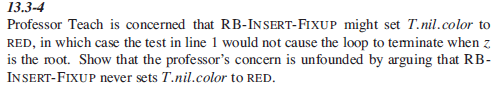 13.3-4
Professor Teach is concerned that RB-INSERT-FIXUP might set T.nil.color to
RED, in which case the test in line 1 would not cause the loop to terminate when z
is the root. Show that the professor's concern is unfounded by arguing that RB-
INSERT-FIXUP never sets T.nil.color to RED.